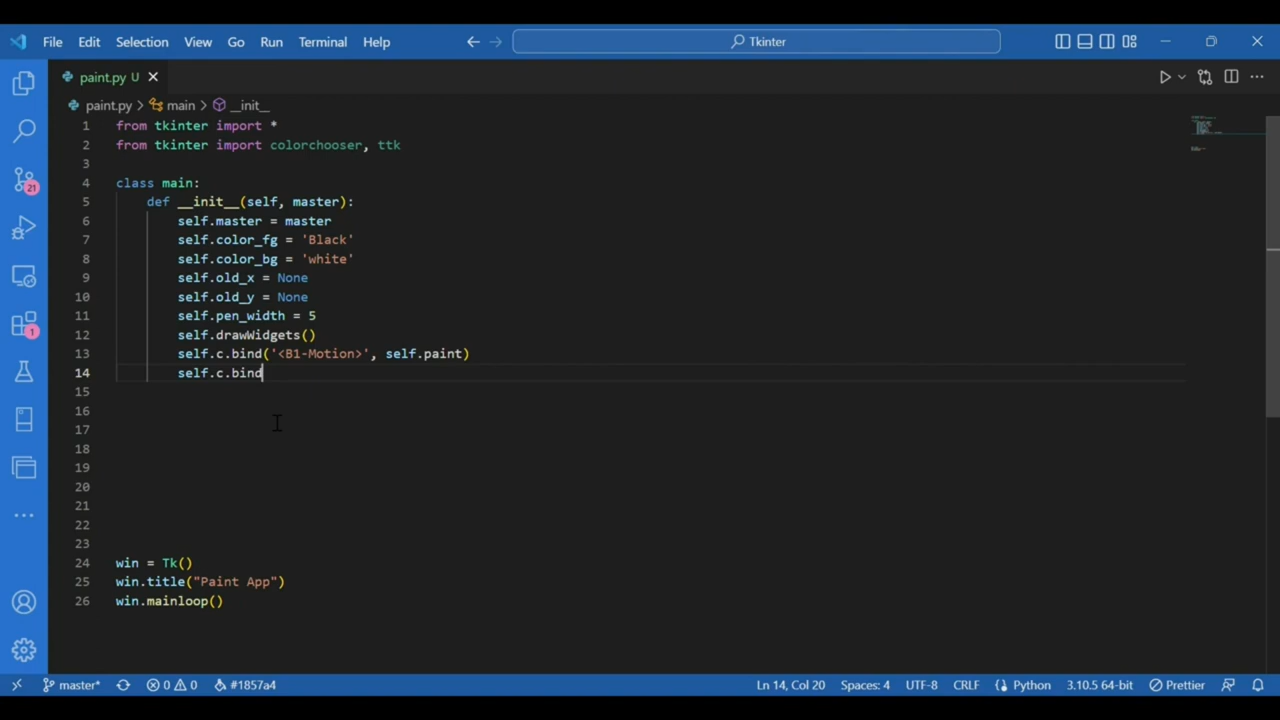 File Edit Selection View Go Run Terminal Help Tkinter
paint.py U
paint.py > main > __init__
1 from tkinter import *
2 from tkinter import colorchooser, ttk
3
4 class main:
5 def __init__(self, master):
6 self.master = master
7 self.color_fg = 'Black'
8 self.color_bg = 'white'
9 self.old_x = None
10 self.old_y = None
11 self.pen_width = 5
12 self.drawWidgets()
13 self.c.bind('<B1-Motion>', self.paint)
14 self.c.bind
15
16
17
18
19
20
21
22
23
24 win = Tk()
25 win.title("Paint App")
26 win.mainloop()
21
1
master* 0 0 #1857a4 Ln 14, Col 20 Spaces: 4 UTF-8 CRLF Python 3.10.5 64-bit Prettier